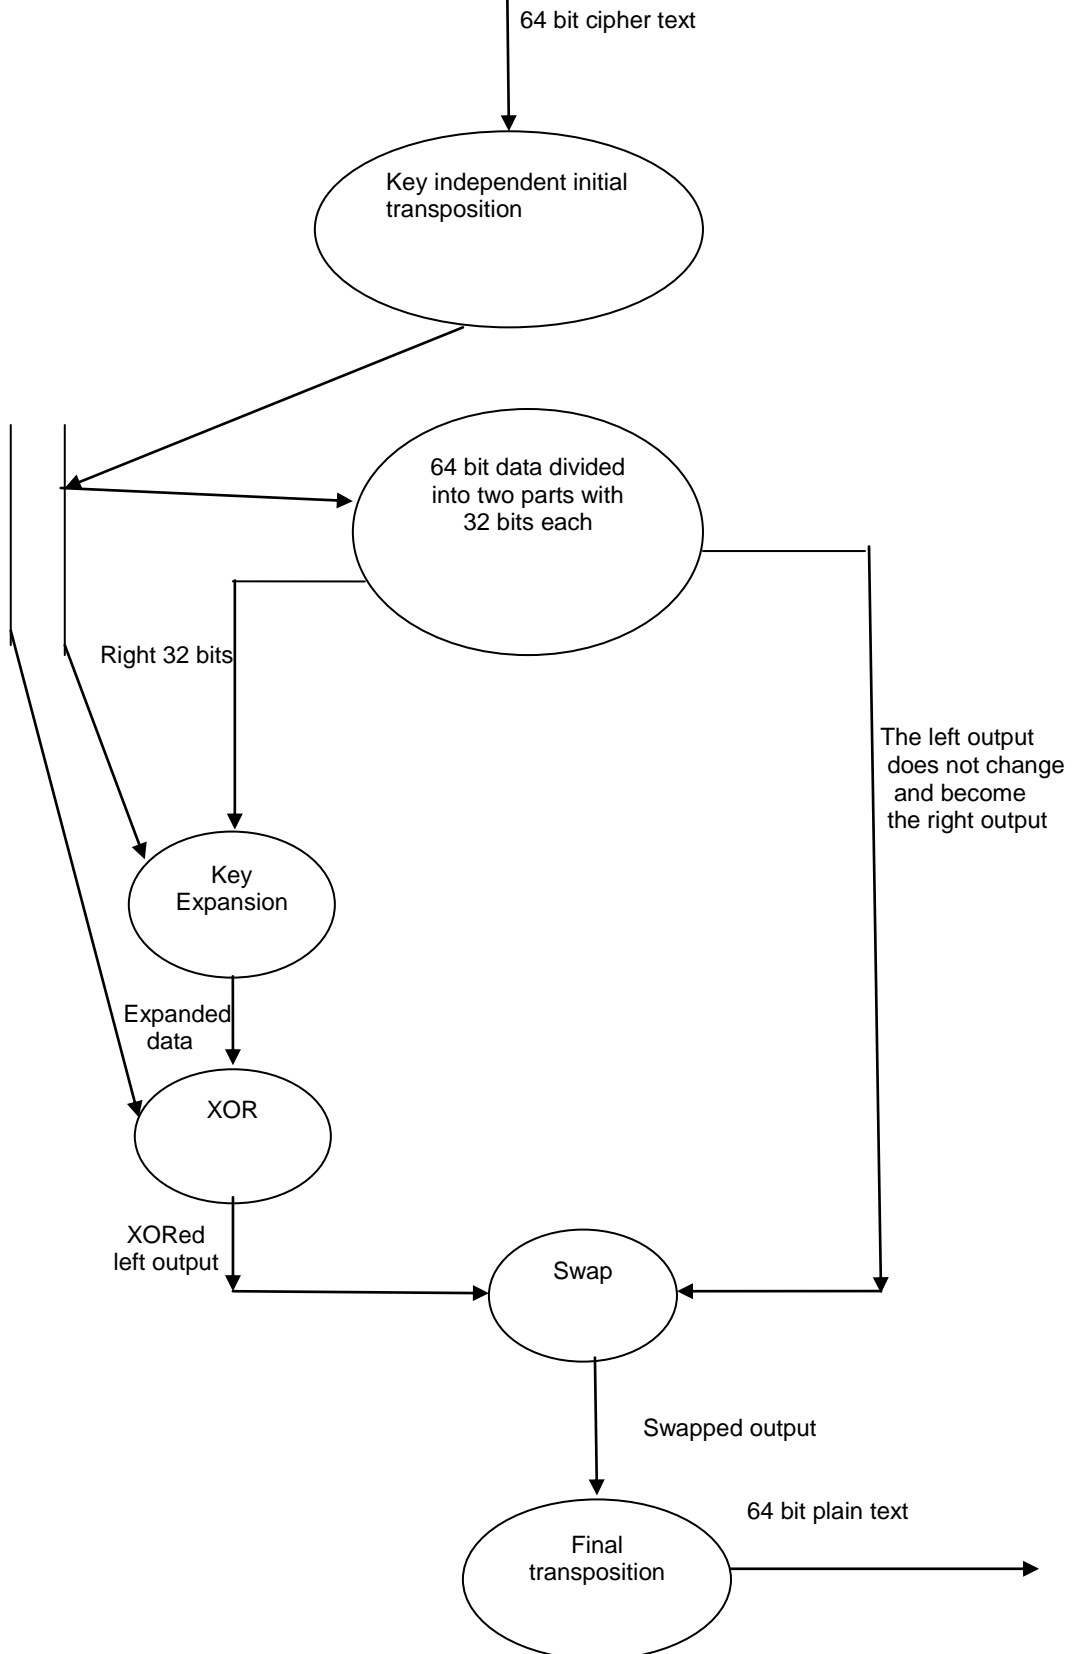 64 bit cipher text
Key independent initial
transposition
64 bit data divided
into two parts with
32 bits each
Right 32 bits
The left output
does not change
and become
the right output
Key
Expansion
Expanded
data
XOR
XORed
left output
Swap
Swapped output
64 bit plain text
Final
transposition